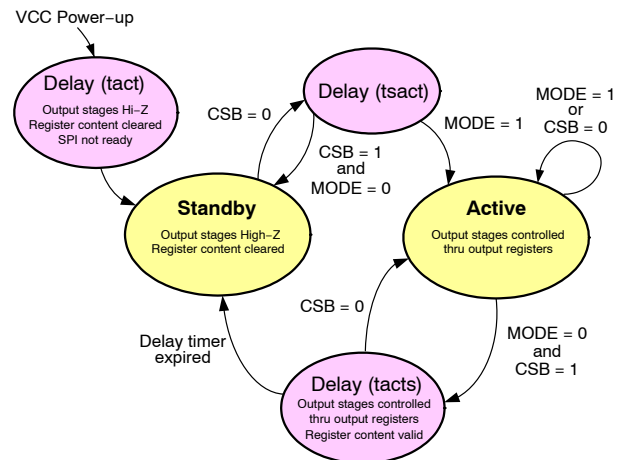 VCC Power−up
Delay (tact)
Output stages Hi−Z
Register content cleared
SPI not ready
CSB = 0
Delay (tsact)
CSB = 1
and
MODE = 0
MODE = 1
MODE = 1
or
CSB = 0
Standby
Output stages High−Z
Register content cleared
Active
Output stages controlled
thru output registers
CSB = 0
Delay timer
expired
MODE = 0
and
CSB = 1
Delay (tacts)
Output stages controlled
thru output registers
Register content valid